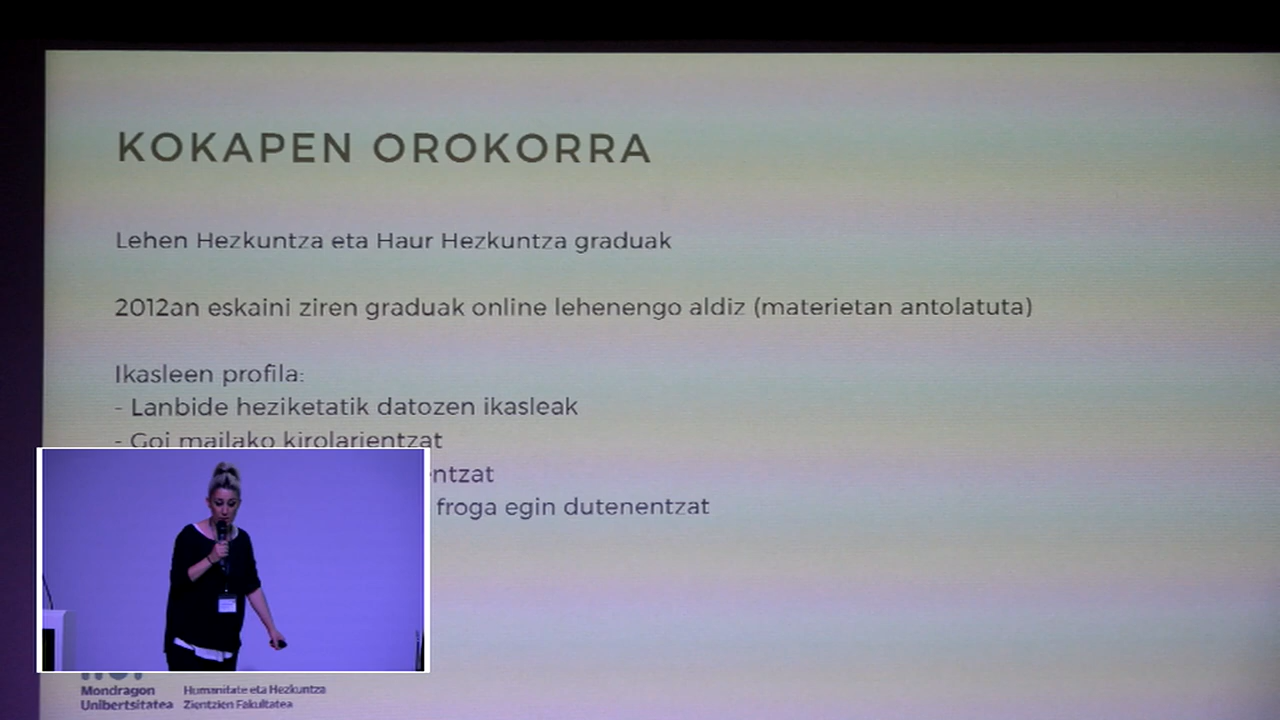 KOKAPEN OROKORRA
Lehen Hezkuntza eta Haur Hezkuntza graduak
2012an eskaini ziren graduak online lehenengo aldiz (materietan antolatuta)
Ikasleen profila:
- Lanbide heziketatik datozen ikasleak
- Goi mailako kirolarientzat
froga egin dutenentzat
Mondragon
Unibertsitatea
Humanitate eta Hezkuntza
Zientzien Fakultatea